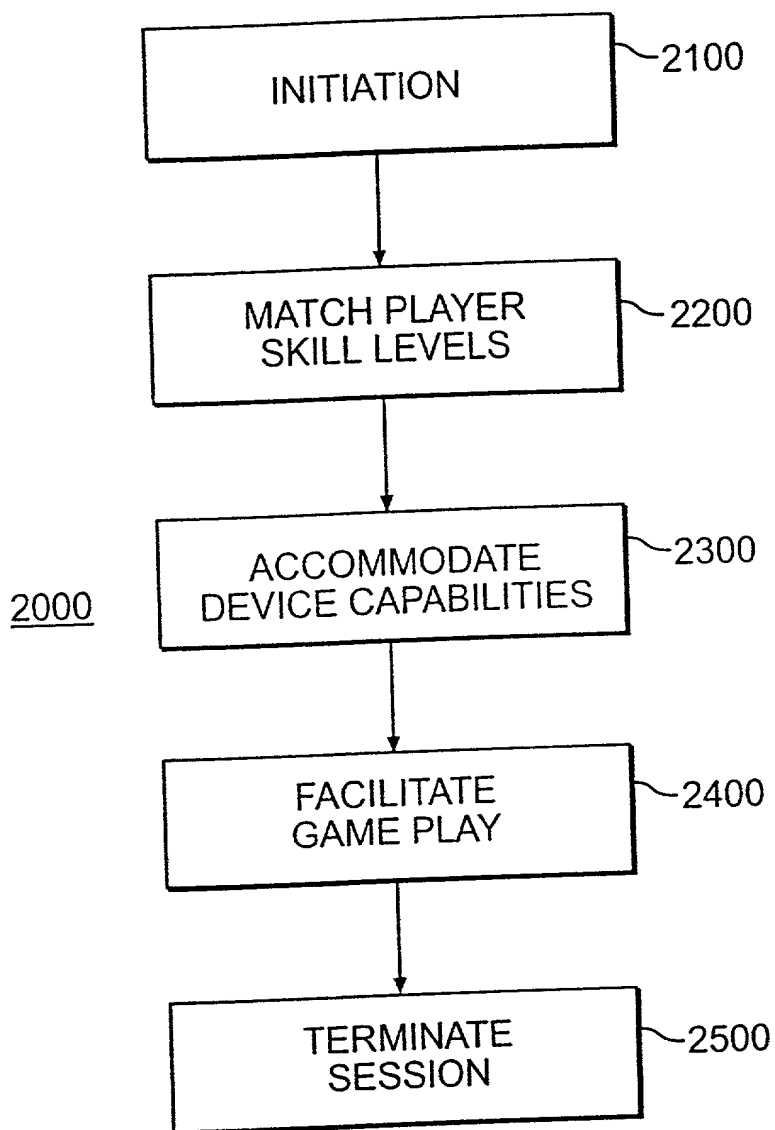 INITIATION
2100
MATCH PLAYER
SKILL LEVELS
2200
ACCOMMODATE
DEVICE CAPABILITIES
2300
2000
FACILITATE
GAME PLAY
2400
TERMINATE
SESSION
2500